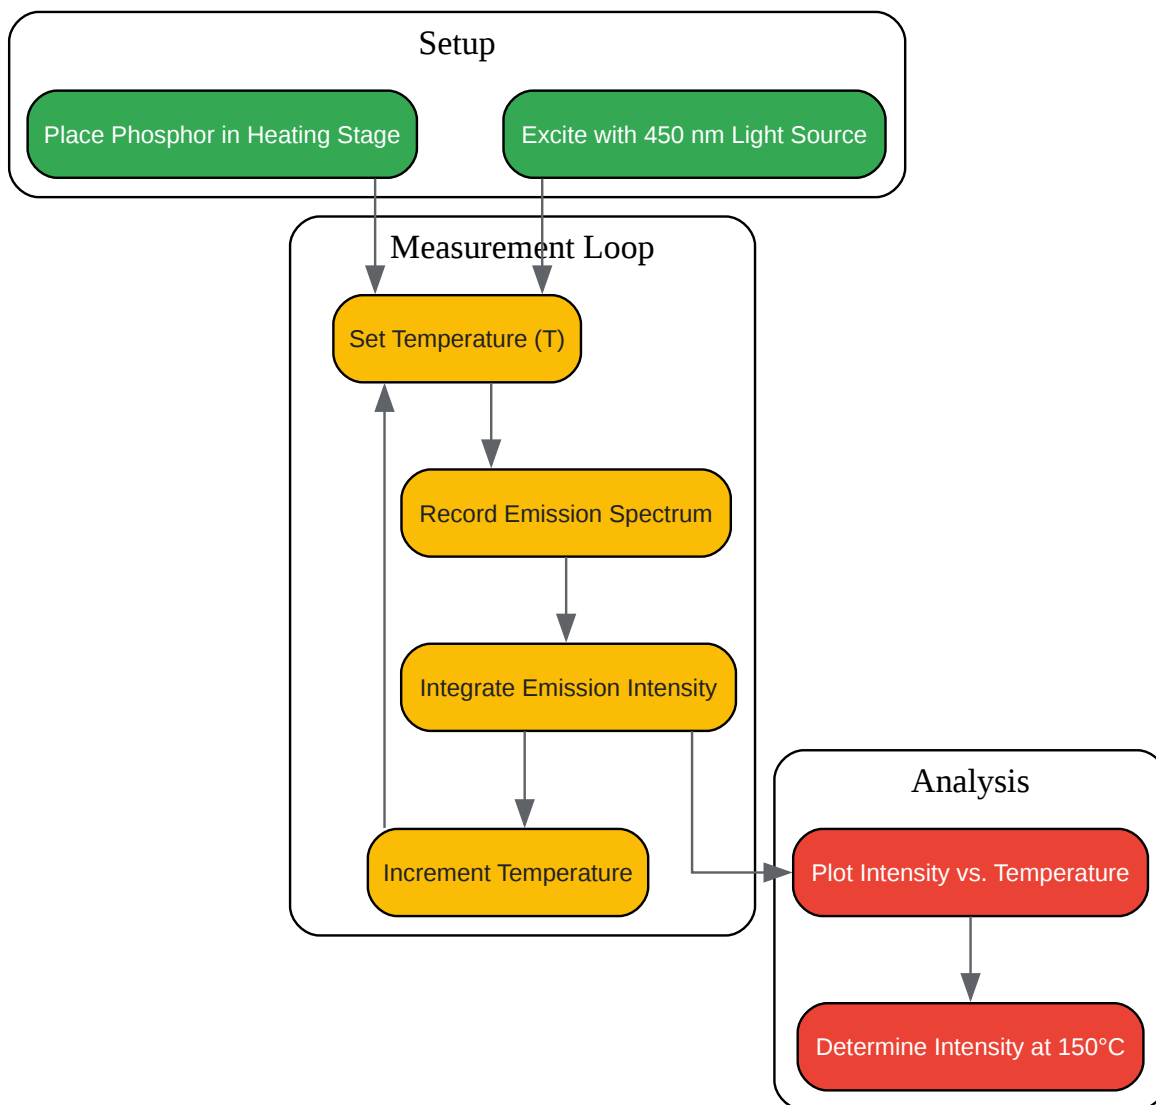 Setup
Place Phosphor in Heating Stage
Excite with 450 nm Light Source
Measurement Loop
Set Temperature (T)
Record Emission Spectrum
Integrate Emission Intensity
Increment Temperature
Analysis
Plot Intensity vs. Temperature
Determine Intensity at 150°C